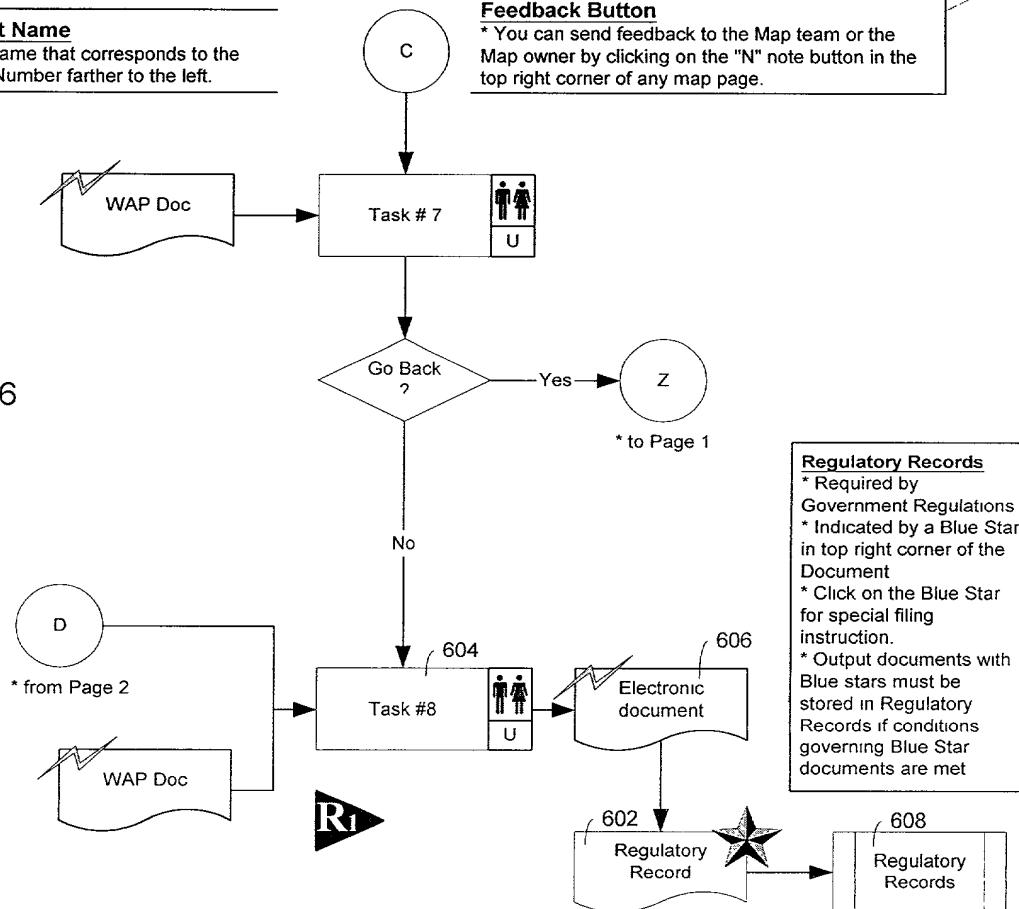 t Name
ame that corresponds to the
Number farther to the left.
C
Feedback Button
* You can send feedback to the Map team or the
Map owner by clicking on the "N" note button in the
top right corner of any map page.
WAP Doc
Task # 7
U
Go Back
?
Yes
Z
* to Page 1
6
No
Regulatory Records
* Required by
Government Regulations
* Indicated by a Blue Star
in top right corner of the
Document
* Click on the Blue Star
for special filing
instruction.
* Output documents with
Blue stars must be
stored in Regulatory
Records if conditions
governing Blue Star
documents are met
D
* from Page 2
604
Task #8
U
606
Electronic
document
WAP Doc
R1
602
Regulatory
Record
608
Regulatory
Records